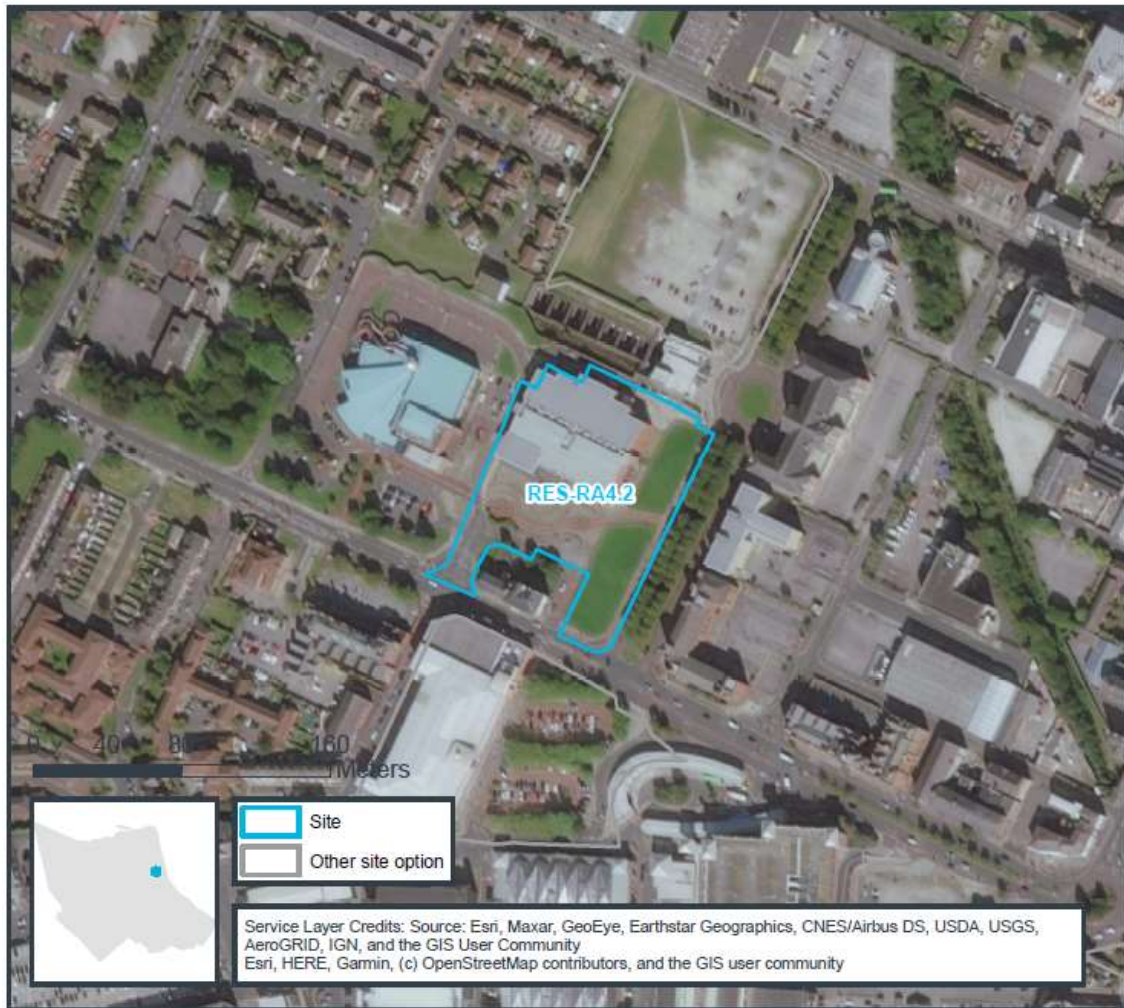 RES-RA4.2
0 40 80 160
Meters
Site
Other site option
Service Layer Credits: Source: Esri, Maxar, GeoEye, Earthstar Geographics, CNES/Airbus DS, USDA, USGS,
AeroGRID, IGN, and the GIS User Community
Esri, HERE, Garmin, (c) OpenStreetMap contributors, and the GIS user community